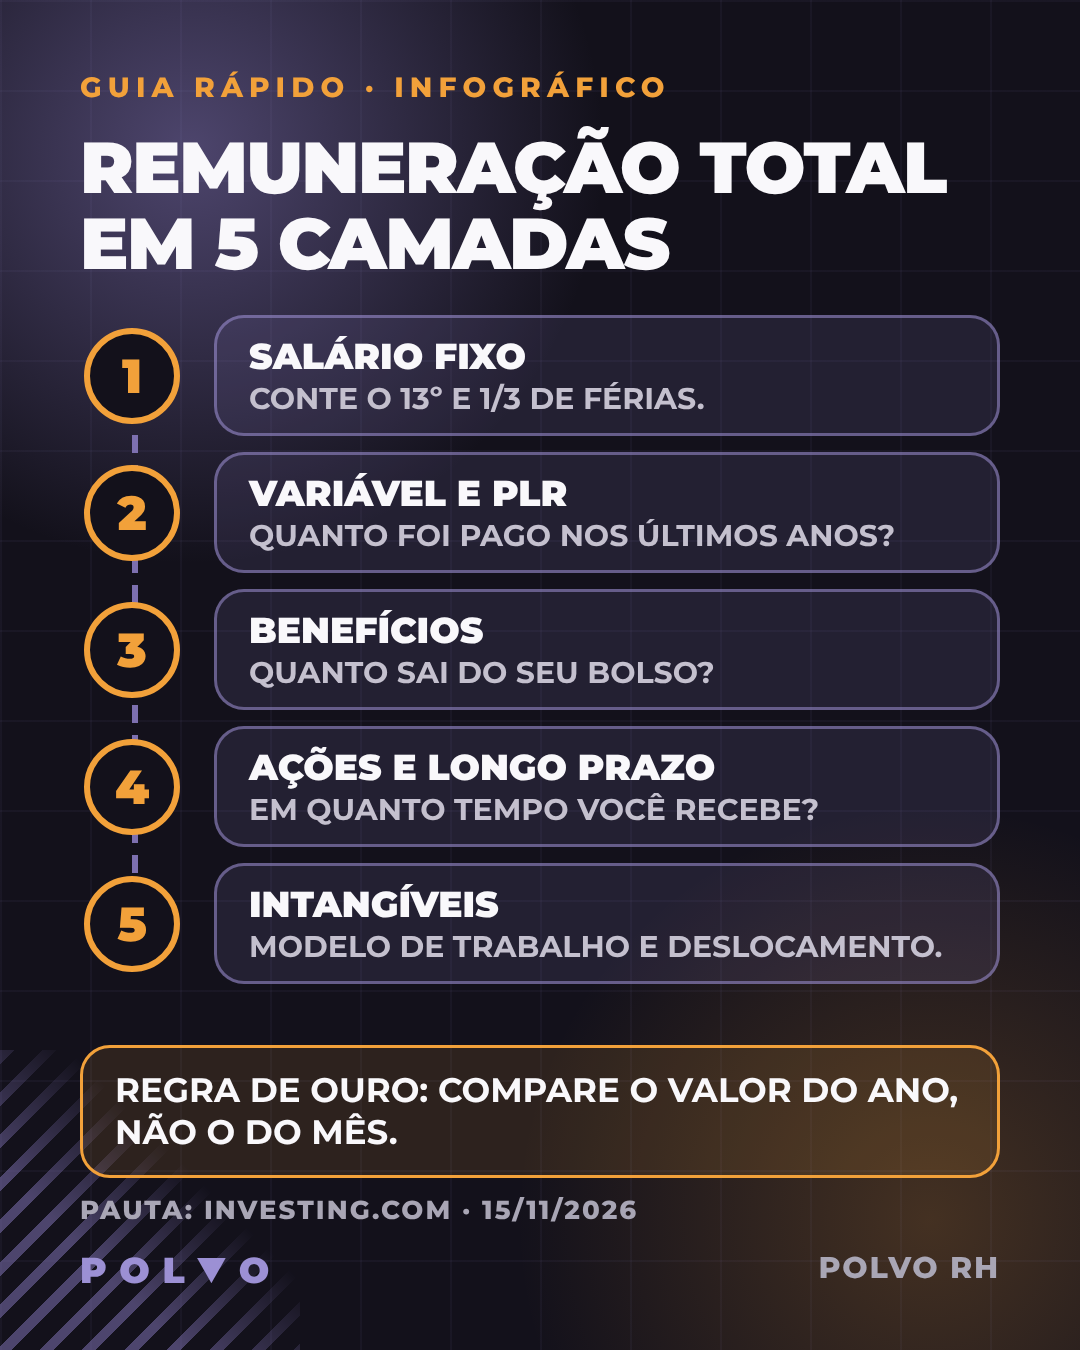 GUIA RÁPIDO · INFOGRÁFICO
REMUNERAÇÃO TOTAL
EM 5 CAMADAS
1
SALÁRIO FIXO
CONTE O 13º E 1/3 DE FÉRIAS.
2
VARIÁVEL E PLR
QUANTO FOI PAGO NOS ÚLTIMOS ANOS?
3
BENEFÍCIOS
QUANTO SAI DO SEU BOLSO?
4
AÇÕES E LONGO PRAZO
EM QUANTO TEMPO VOCÊ RECEBE?
5
INTANGÍVEIS
MODELO DE TRABALHO E DESLOCAMENTO.
REGRA DE OURO: COMPARE O VALOR DO ANO,
NÃO O DO MÊS.
PAUTA: INVESTING.COM · 15/11/2026
POLVO
POLVO RH